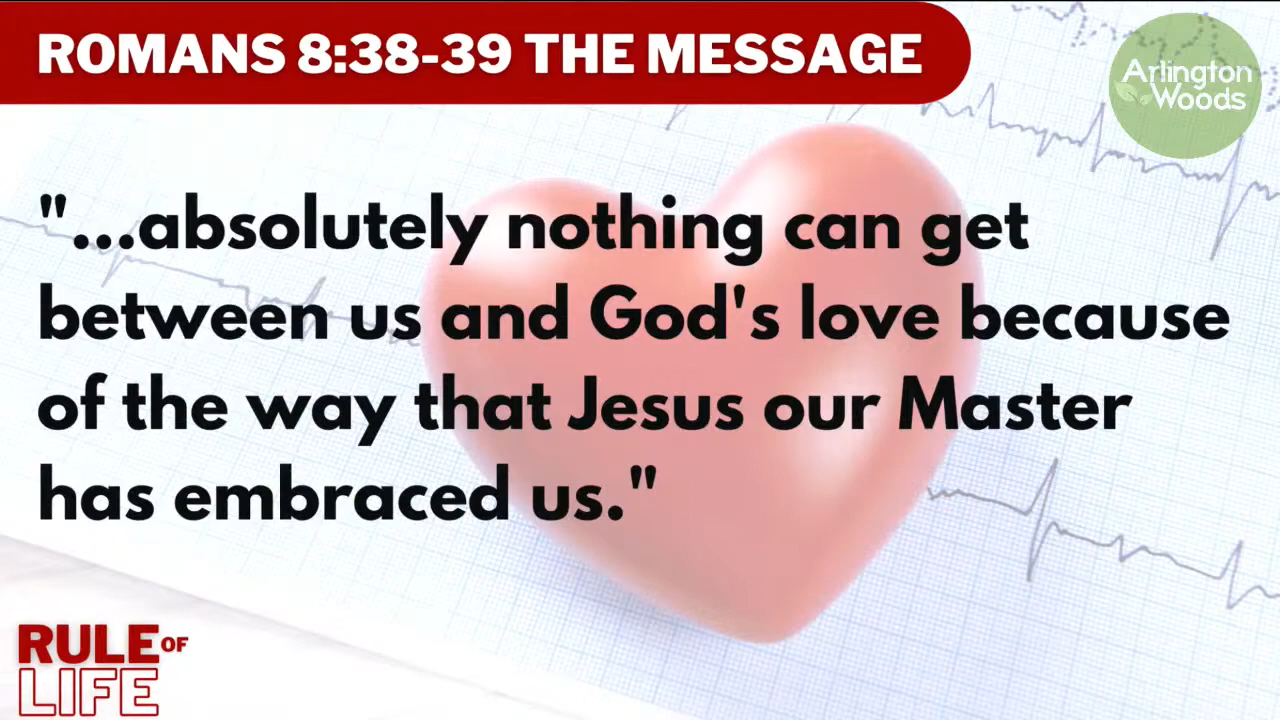 ROMANS 8:38-39 THE MESSAGE
Arlington
Woods
"...absolutely nothing can get
between us and God's love because
of the way that Jesus our Master
has embraced us."
RULE OF
LIFE